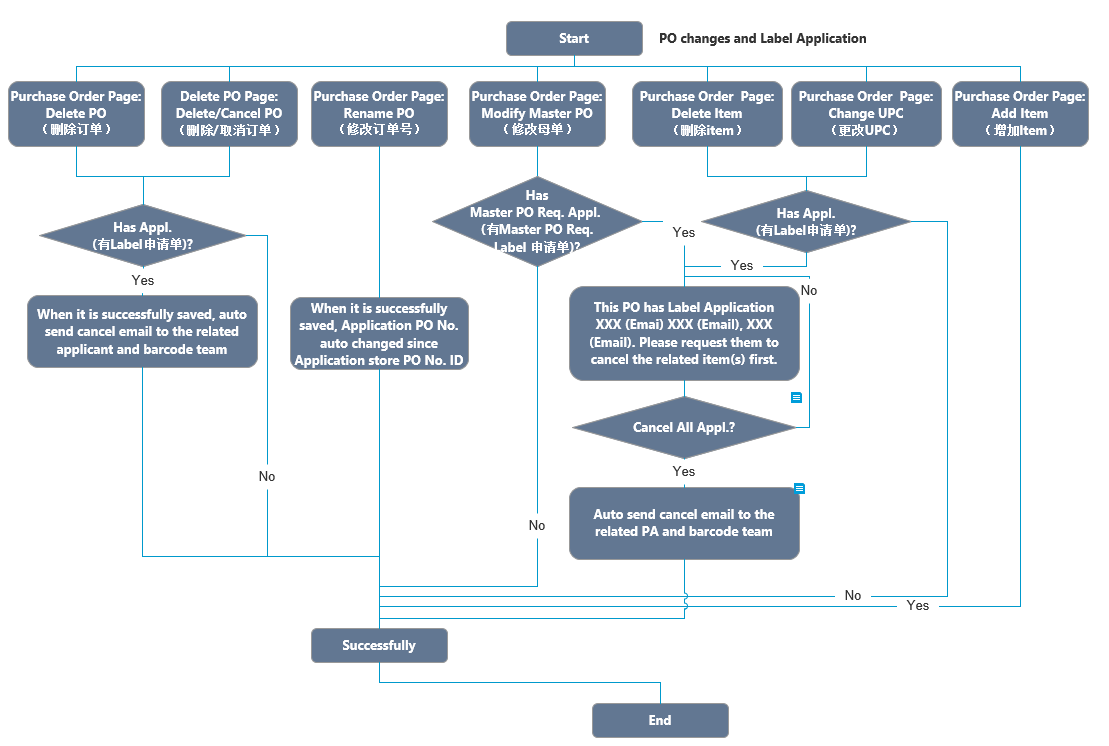 Start
PO changes and Label Application
Purchase Order Page:
Delete PO
（删除订单）
Delete PO Page:
Delete/Cancel PO
（删除/取消订单）
Purchase Order Page:
Rename PO
（修改订单号）
Purchase Order Page:
Modify Master PO
（修改母单）
Purchase Order Page:
Delete Item
（删除item）
Purchase Order Page:
Change UPC
（更改UPC）
Purchase Order Page:
Add Item
（增加Item）
Has Appl.
(有Label申请单)?
Has
Master PO Req. Appl.
(有Master PO Req.
Label 申请单)?
Has Appl.
(有Label申请单)?
Yes
Yes
Yes
No
When it is successfully saved, auto
send cancel email to the related
applicant and barcode team
When it is successfully
saved, Application PO No.
auto changed since
Application store PO No. ID
This PO has Label Application
XXX (Emai) XXX (Email), XXX
(Email). Please request them to
cancel the related item(s) first.
Cancel All Appl.?
Yes
No
Auto send cancel email to the
related PA and barcode team
No
No
Yes
Successfully
End